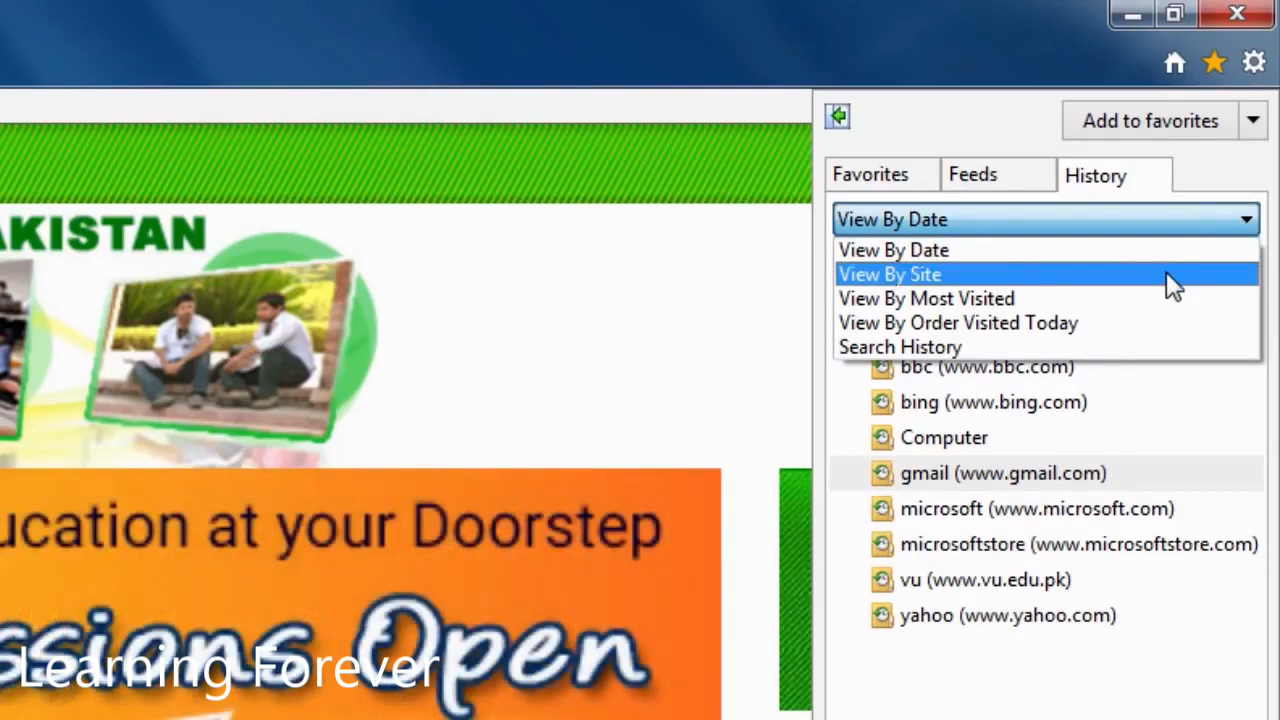 Add to favorites
Favorites
Feeds
History
View By Date
View By Date
View By Site
View By Most Visited
View By Order Visited Today
Search History
bbc (www.bbc.com)
bing (www.bing.com)
Computer
gmail (www.gmail.com)
microsoft (www.microsoft.com)
microsoftstore (www.microsoftstore.com)
vu (www.vu.edu.pk)
yahoo (www.yahoo.com)
AKISTAN
ucation at your Doorstep
ssions Open
Learning Forever